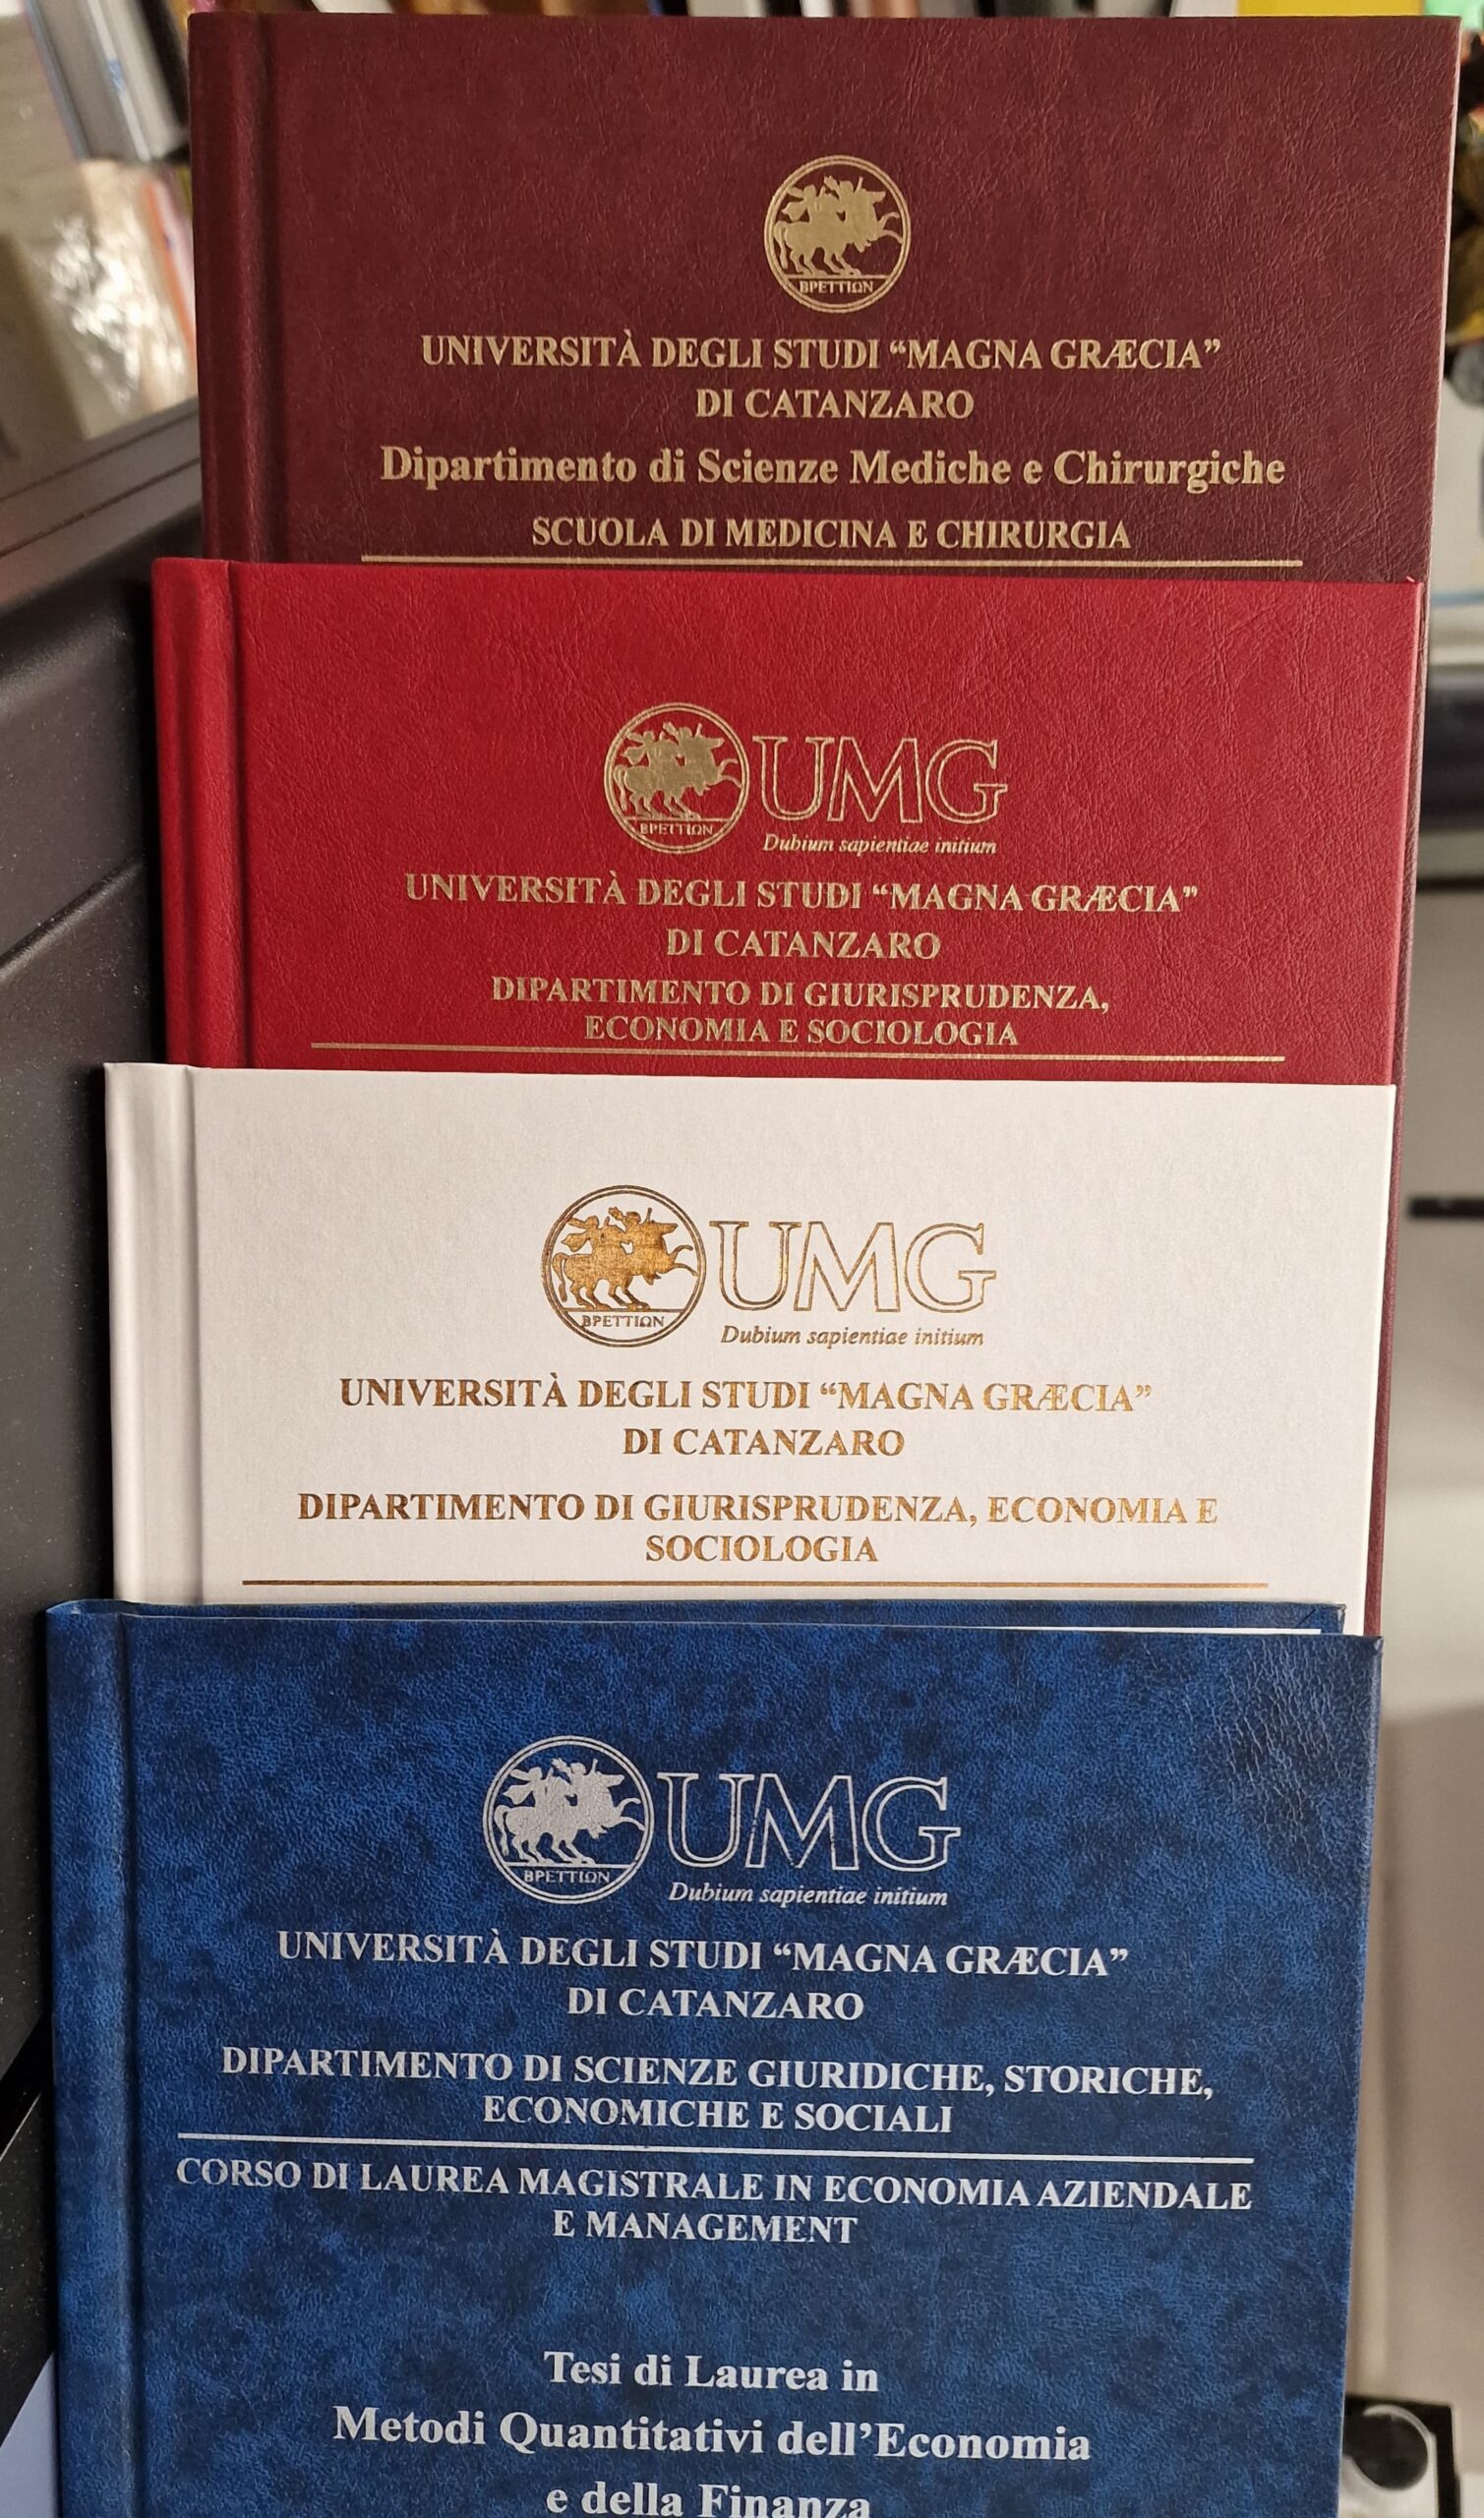 ΒΡΕΤΤΙΩΝ
UNIVERSITÀ DEGLI STUDI “MAGNA GRÆCIA”
DI CATANZARO
Dipartimento di Scienze Mediche e Chirurgiche
SCUOLA DI MEDICINA E CHIRURGIA
ΒΡΕΤΤΙΩΝ
UMG
Dubium sapientiae initium
UNIVERSITÀ DEGLI STUDI “MAGNA GRÆCIA”
DI CATANZARO
DIPARTIMENTO DI GIURISPRUDENZA,
ECONOMIA E SOCIOLOGIA
ΒΡΕΤΤΙΩΝ
UMG
Dubium sapientiae initium
UNIVERSITÀ DEGLI STUDI “MAGNA GRÆCIA”
DI CATANZARO
DIPARTIMENTO DI GIURISPRUDENZA, ECONOMIA E
SOCIOLOGIA
ΒΡΕΤΤΙΩΝ
UMG
Dubium sapientiae initium
UNIVERSITÀ DEGLI STUDI “MAGNA GRÆCIA”
DI CATANZARO
DIPARTIMENTO DI SCIENZE GIURIDICHE, STORICHE,
ECONOMICHE E SOCIALI
CORSO DI LAUREA MAGISTRALE IN ECONOMIA AZIENDALE
E MANAGEMENT
Tesi di Laurea in
Metodi Quantitativi dell’Economia
e della Finanza